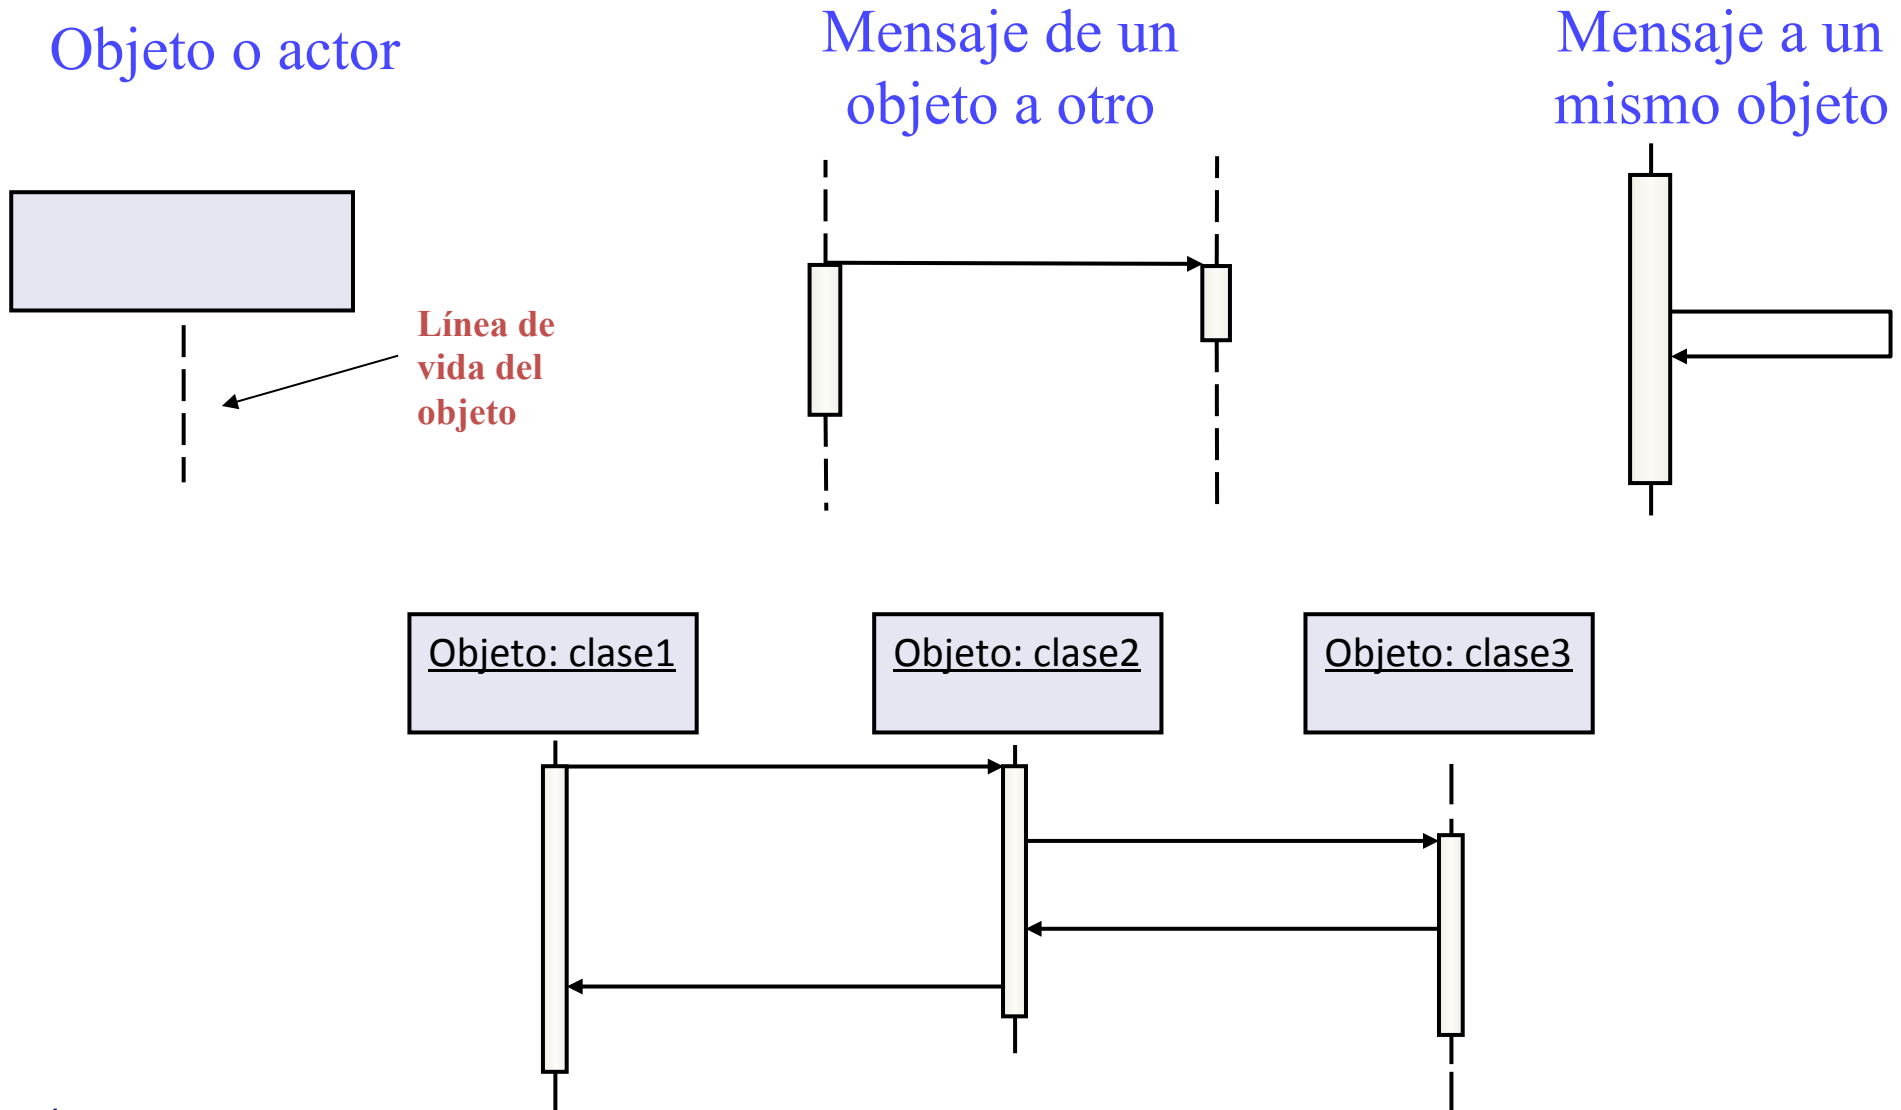 Objeto o actor
Mensaje de un
objeto a otro
Mensaje a un
mismo objeto
Línea de
vida del
objeto
Objeto: clase1
Objeto: clase2
Objeto: clase3